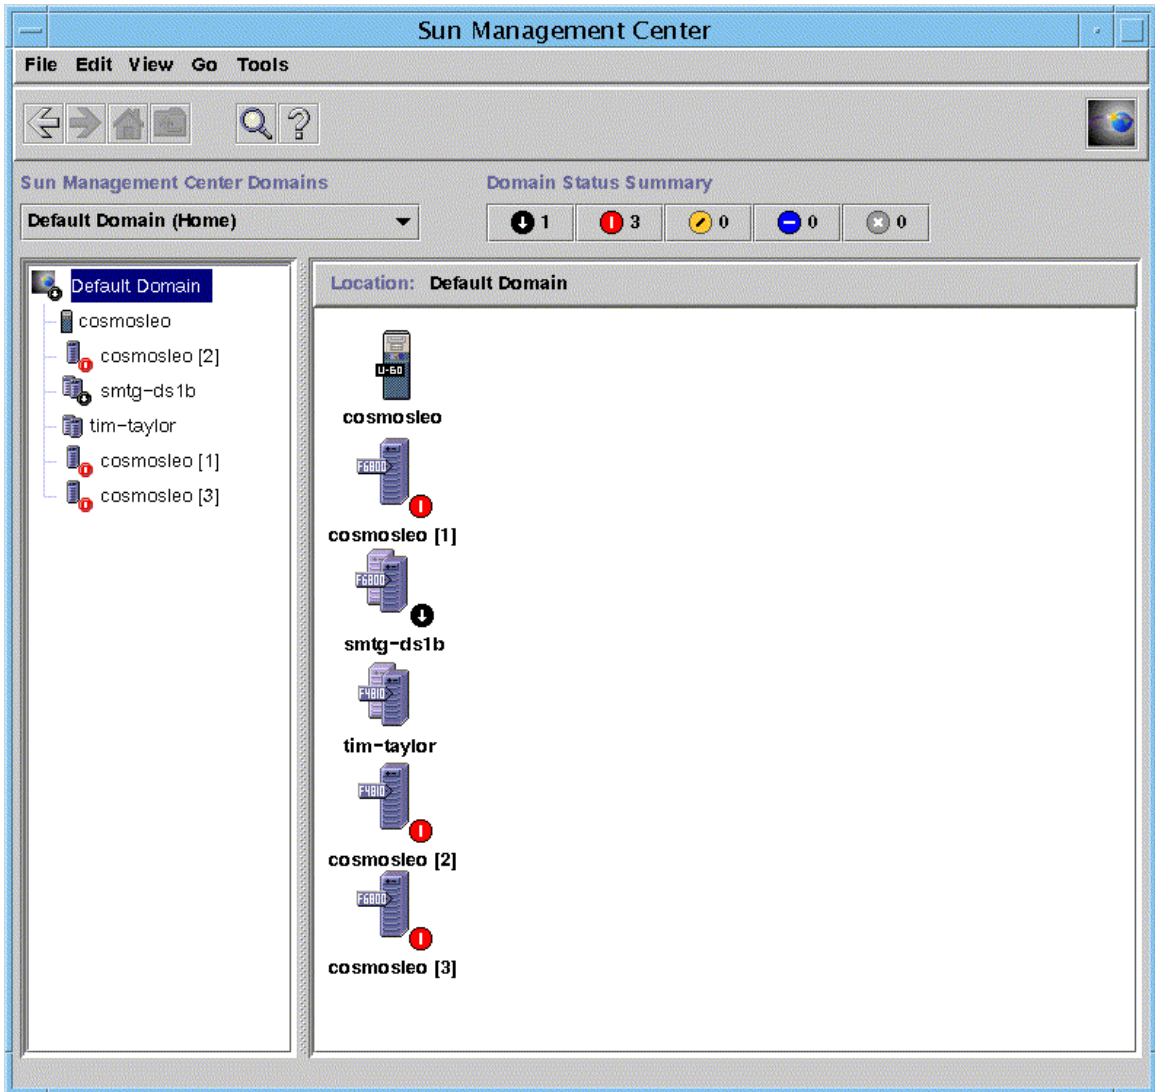 Sun Management Center
File Edit View Go Tools
Sun Management Center Domains
Domain Status Summary
Default Domain (Home)
1 3 0 0 0
Default Domain
cosmosleo
cosmosleo [2]
smtg-ds1b
tim-taylor
cosmosleo [1]
cosmosleo [3]
Location: Default Domain
U-60
cosmosleo
F6800
cosmosleo [1]
F6800
smtg-ds1b
F4810
tim-taylor
F4810
cosmosleo [2]
F6800
cosmosleo [3]